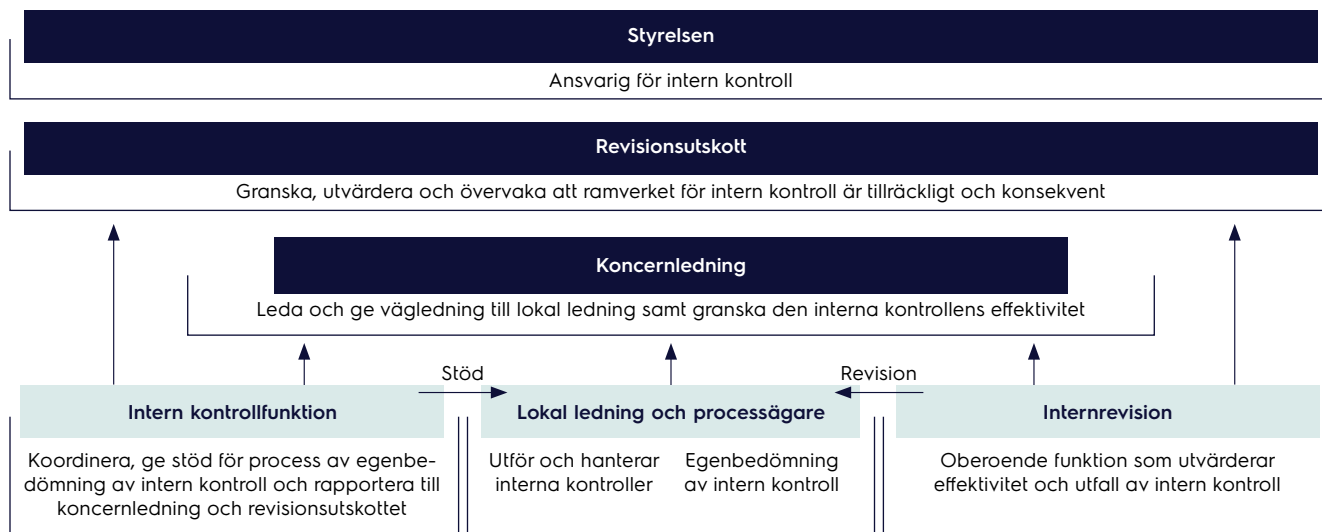 Styrelsen
Ansvarig för intern kontroll
Revisionsutskott
Granska, utvärdera och övervaka att ramverket för intern kontroll är tillräckligt och konsekvent
Koncernledning
Leda och ge vägledning till lokal ledning samt granska den interna kontrollens effektivitet
Stöd
Revision
Intern kontrollfunktion
Koordinera, ge stöd för process av egenbe-
dömning av intern kontroll och rapportera till
koncernledning och revisionsutskottet
Lokal ledning och processägare
Utför och hanterar
interna kontroller
Egenbedömning
av intern kontroll
Internrevision
Oberoende funktion som utvärderar
effektivitet och utfall av intern kontroll